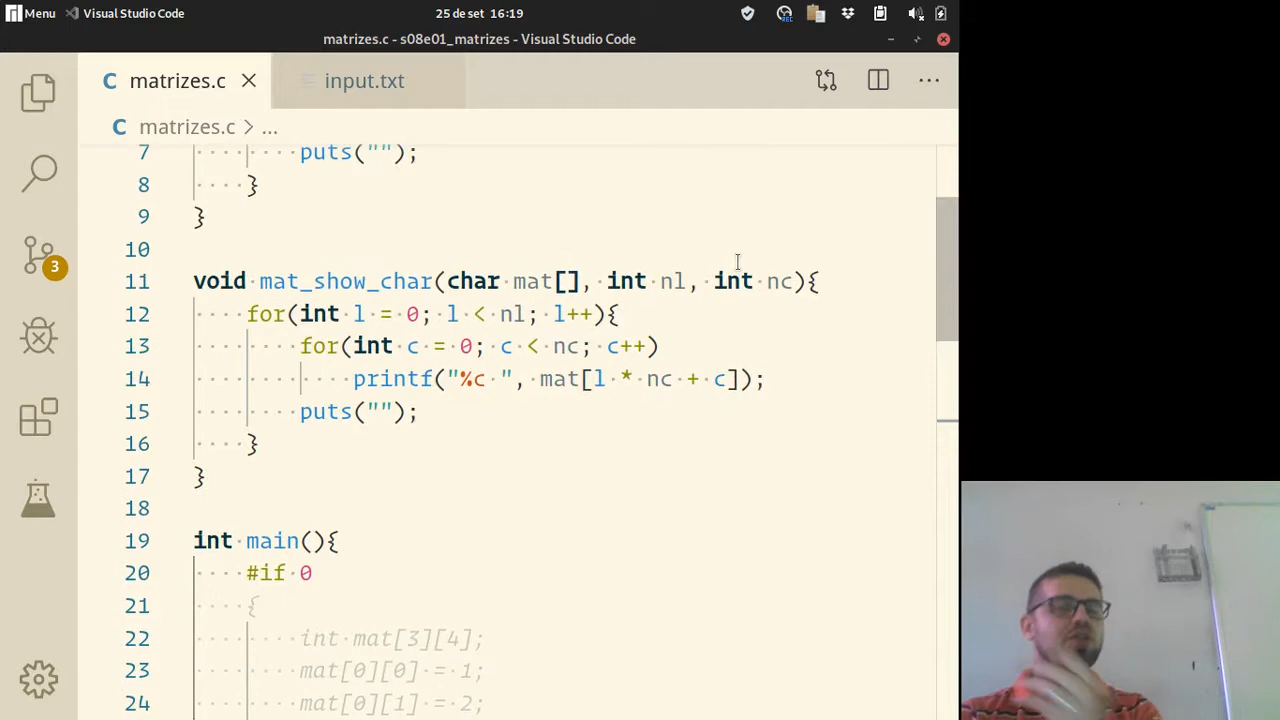 Menu Visual Studio Code 25 de set 16:19 REC
matrizes.c - s08e01_matrizes - Visual Studio Code
C matrizes.c input.txt
C matrizes.c > ...
7 puts("");
8 }
9 }
10
11 void mat_show_char(char mat[], int nl, int nc){
12 for(int l = 0; l < nl; l++){
13 for(int c = 0; c < nc; c++)
14 printf("%c ", mat[l * nc + c]);
15 puts("");
16 }
17 }
18
19 int main(){
20 #if 0
21 {
22 int mat[3][4];
23 mat[0][0] = 1;
24 mat[0][1] = 2;
3